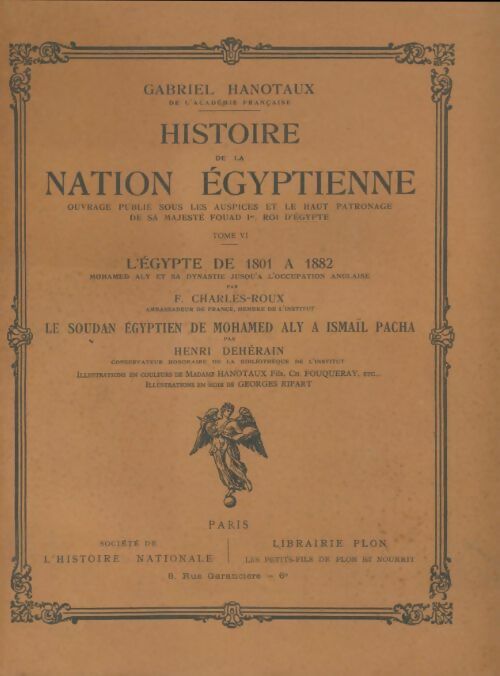 GABRIEL HANOTAUX
DE L'ACADÉMIE FRANÇAISE
HISTOIRE
DE LA
NATION ÉGYPTIENNE
OUVRAGE PUBLIÉ SOUS LES AUSPICES ET LE HAUT PATRONAGE
DE SA MAJESTÉ FOUAD Ier, ROI D'ÉGYPTE
TOME VI
L'ÉGYPTE DE 1801 A 1882
MOHAMED ALY ET SA DYNASTIE JUSQU'A L'OCCUPATION ANGLAISE
PAR
F. CHARLES-ROUX
AMBASSADEUR DE FRANCE, MEMBRE DE L'INSTITUT
LE SOUDAN ÉGYPTIEN DE MOHAMED ALY A ISMAÏL PACHA
PAR
HENRI DEHÉRAIN
CONSERVATEUR HONORAIRE DE LA BIBLIOTHÈQUE DE L'INSTITUT
ILLUSTRATIONS EN COULEURS DE MADAME HANOTAUX FILS, CH. FOUQUERAY, ETC...
ILLUSTRATIONS EN NOIR DE GEORGES RIPART
PARIS
SOCIÉTÉ DE
L'HISTOIRE NATIONALE
LIBRAIRIE PLON
LES PETITS-FILS DE PLON ET NOURRIT
8, Rue Garancière - 6e